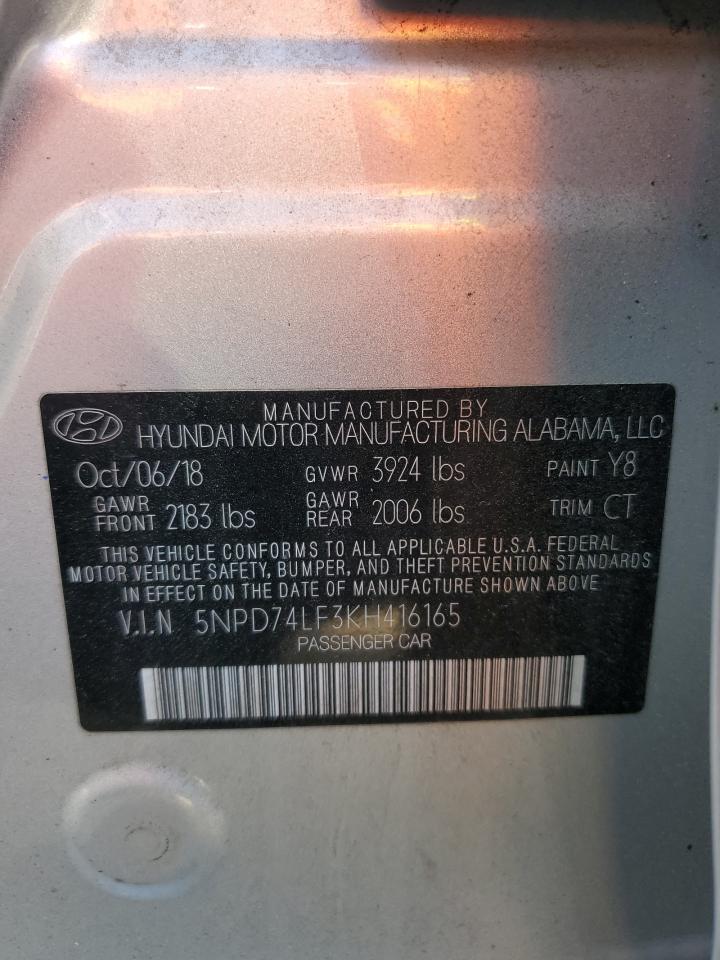 MANUFACTURED BY
HYUNDAI MOTOR MANUFACTURING ALABAMA, LLC
Oct/06/18 GVWR 3924 lbs PAINT Y8
GAWR FRONT 2183 lbs GAWR REAR 2006 lbs TRIM CT
THIS VEHICLE CONFORMS TO ALL APPLICABLE U.S.A. FEDERAL
MOTOR VEHICLE SAFETY, BUMPER, AND THEFT PREVENTION STANDARDS
IN EFFECT ON THE DATE OF MANUFACTURE SHOWN ABOVE
V.I.N 5NPD74LF3KH416165
PASSENGER CAR